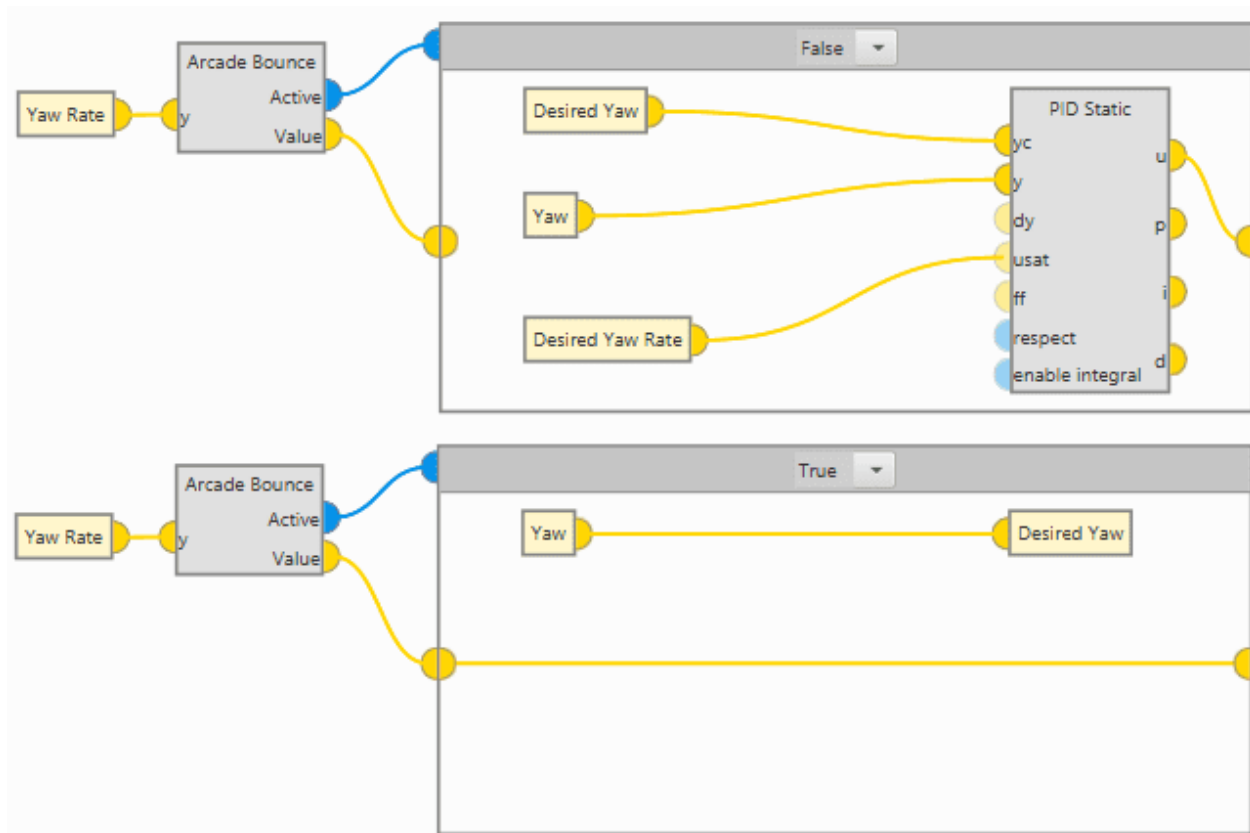 False
Arcade Bounce
Active
Yaw Rate
y
Value
Desired Yaw
PID Static
yc
u
y
Yaw
dy
p
usat
ff
i
Desired Yaw Rate
respect
d
enable integral
True
Arcade Bounce
Active
Yaw Rate
y
Value
Yaw
Desired Yaw